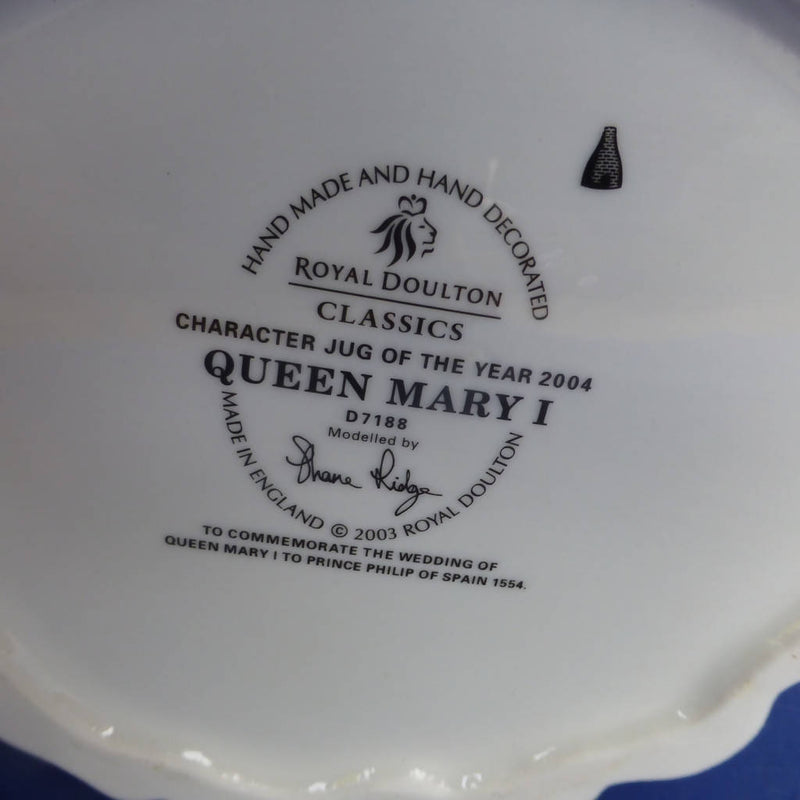 HAND MADE AND HAND DECORATED
ROYAL DOULTON
CLASSICS
CHARACTER JUG OF THE YEAR 2004
QUEEN MARY I
D7188
Modelled by
Shane Ridge
MADE IN ENGLAND © 2003 ROYAL DOULTON
TO COMMEMORATE THE WEDDING OF
QUEEN MARY I TO PRINCE PHILIP OF SPAIN 1554.